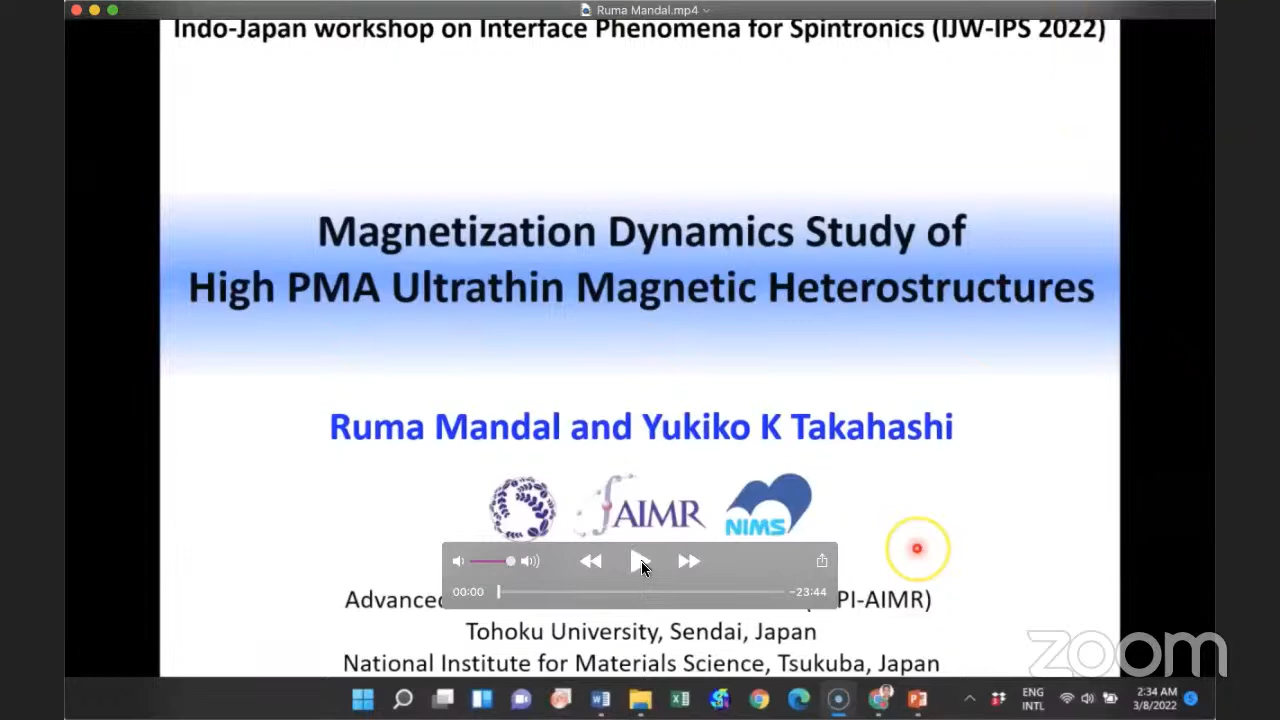 Ruma Mandal.mp4
Indo-Japan workshop on Interface Phenomena for Spintronics (IJW-IPS 2022)
Magnetization Dynamics Study of
High PMA Ultrathin Magnetic Heterostructures
Ruma Mandal and Yukiko K Takahashi
AIMR
NIMS
00:00
-23:44
Advanced PI-AIMR)
Tohoku University, Sendai, Japan
National Institute for Materials Science, Tsukuba, Japan
zoom
ENG
INTL
2:34 AM
3/8/2022